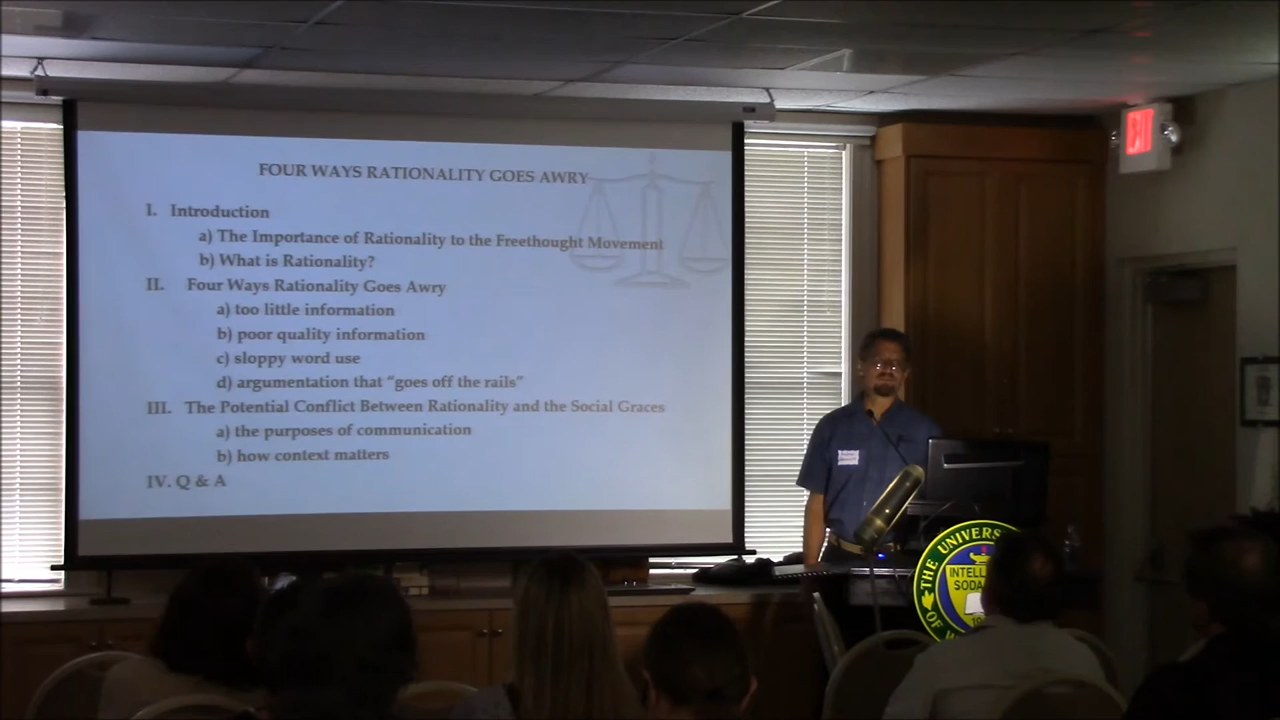 FOUR WAYS RATIONALITY GOES AWRY
I. Introduction
a) The Importance of Rationality to the Freethought Movement
b) What is Rationality?
II. Four Ways Rationality Goes Awry
a) too little information
b) poor quality information
c) sloppy word use
d) argumentation that “goes off the rails”
III. The Potential Conflict Between Rationality and the Social Graces
a) the purposes of communication
b) how context matters
IV. Q & A
EXIT
THE UNIVERS
INTELL
SODA
19
OF W